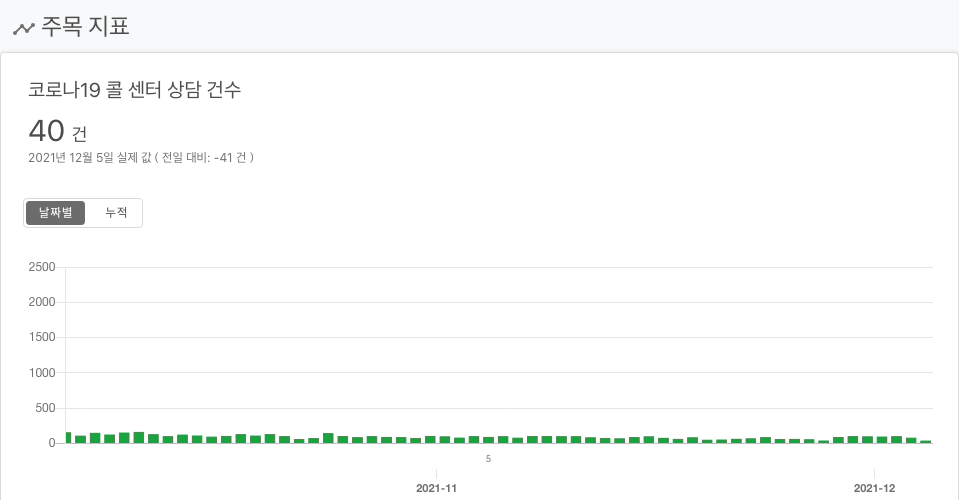 주목 지표
코로나19 콜 센터 상담 건수
40 건
2021년 12월 5일 실제 값 ( 전일 대비: -41 건 )
날짜별 누적
2500
2000
1500
1000
500
0
5
2021-11 2021-12